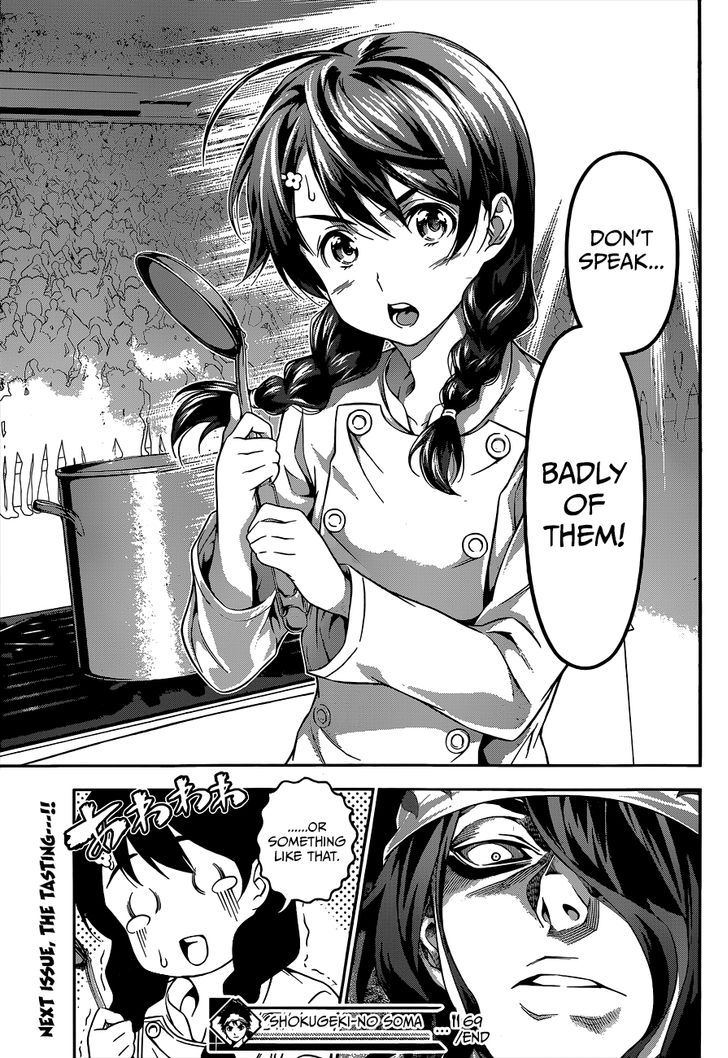 DON'T
SPEAK...
BADLY
OF
THEM!
あわわわ
......OR
SOMETHING
LIKE THAT.
NEXT ISSUE, THE TASTING---!!
"SHOKUGEKI-NO SOMA
... 11 69
/END